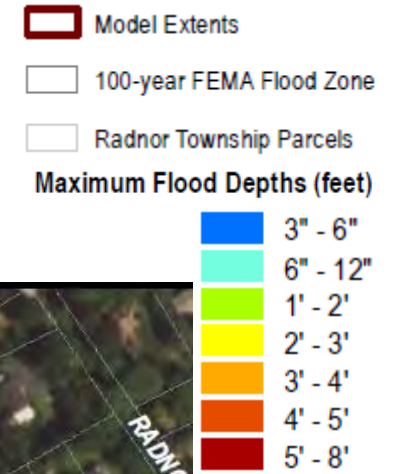 Model Extents
100-year FEMA Flood Zone
Radnor Township Parcels
Maximum Flood Depths (feet)
3" - 6"
6" - 12"
1' - 2'
2' - 3'
3' - 4'
4' - 5'
5' - 8'